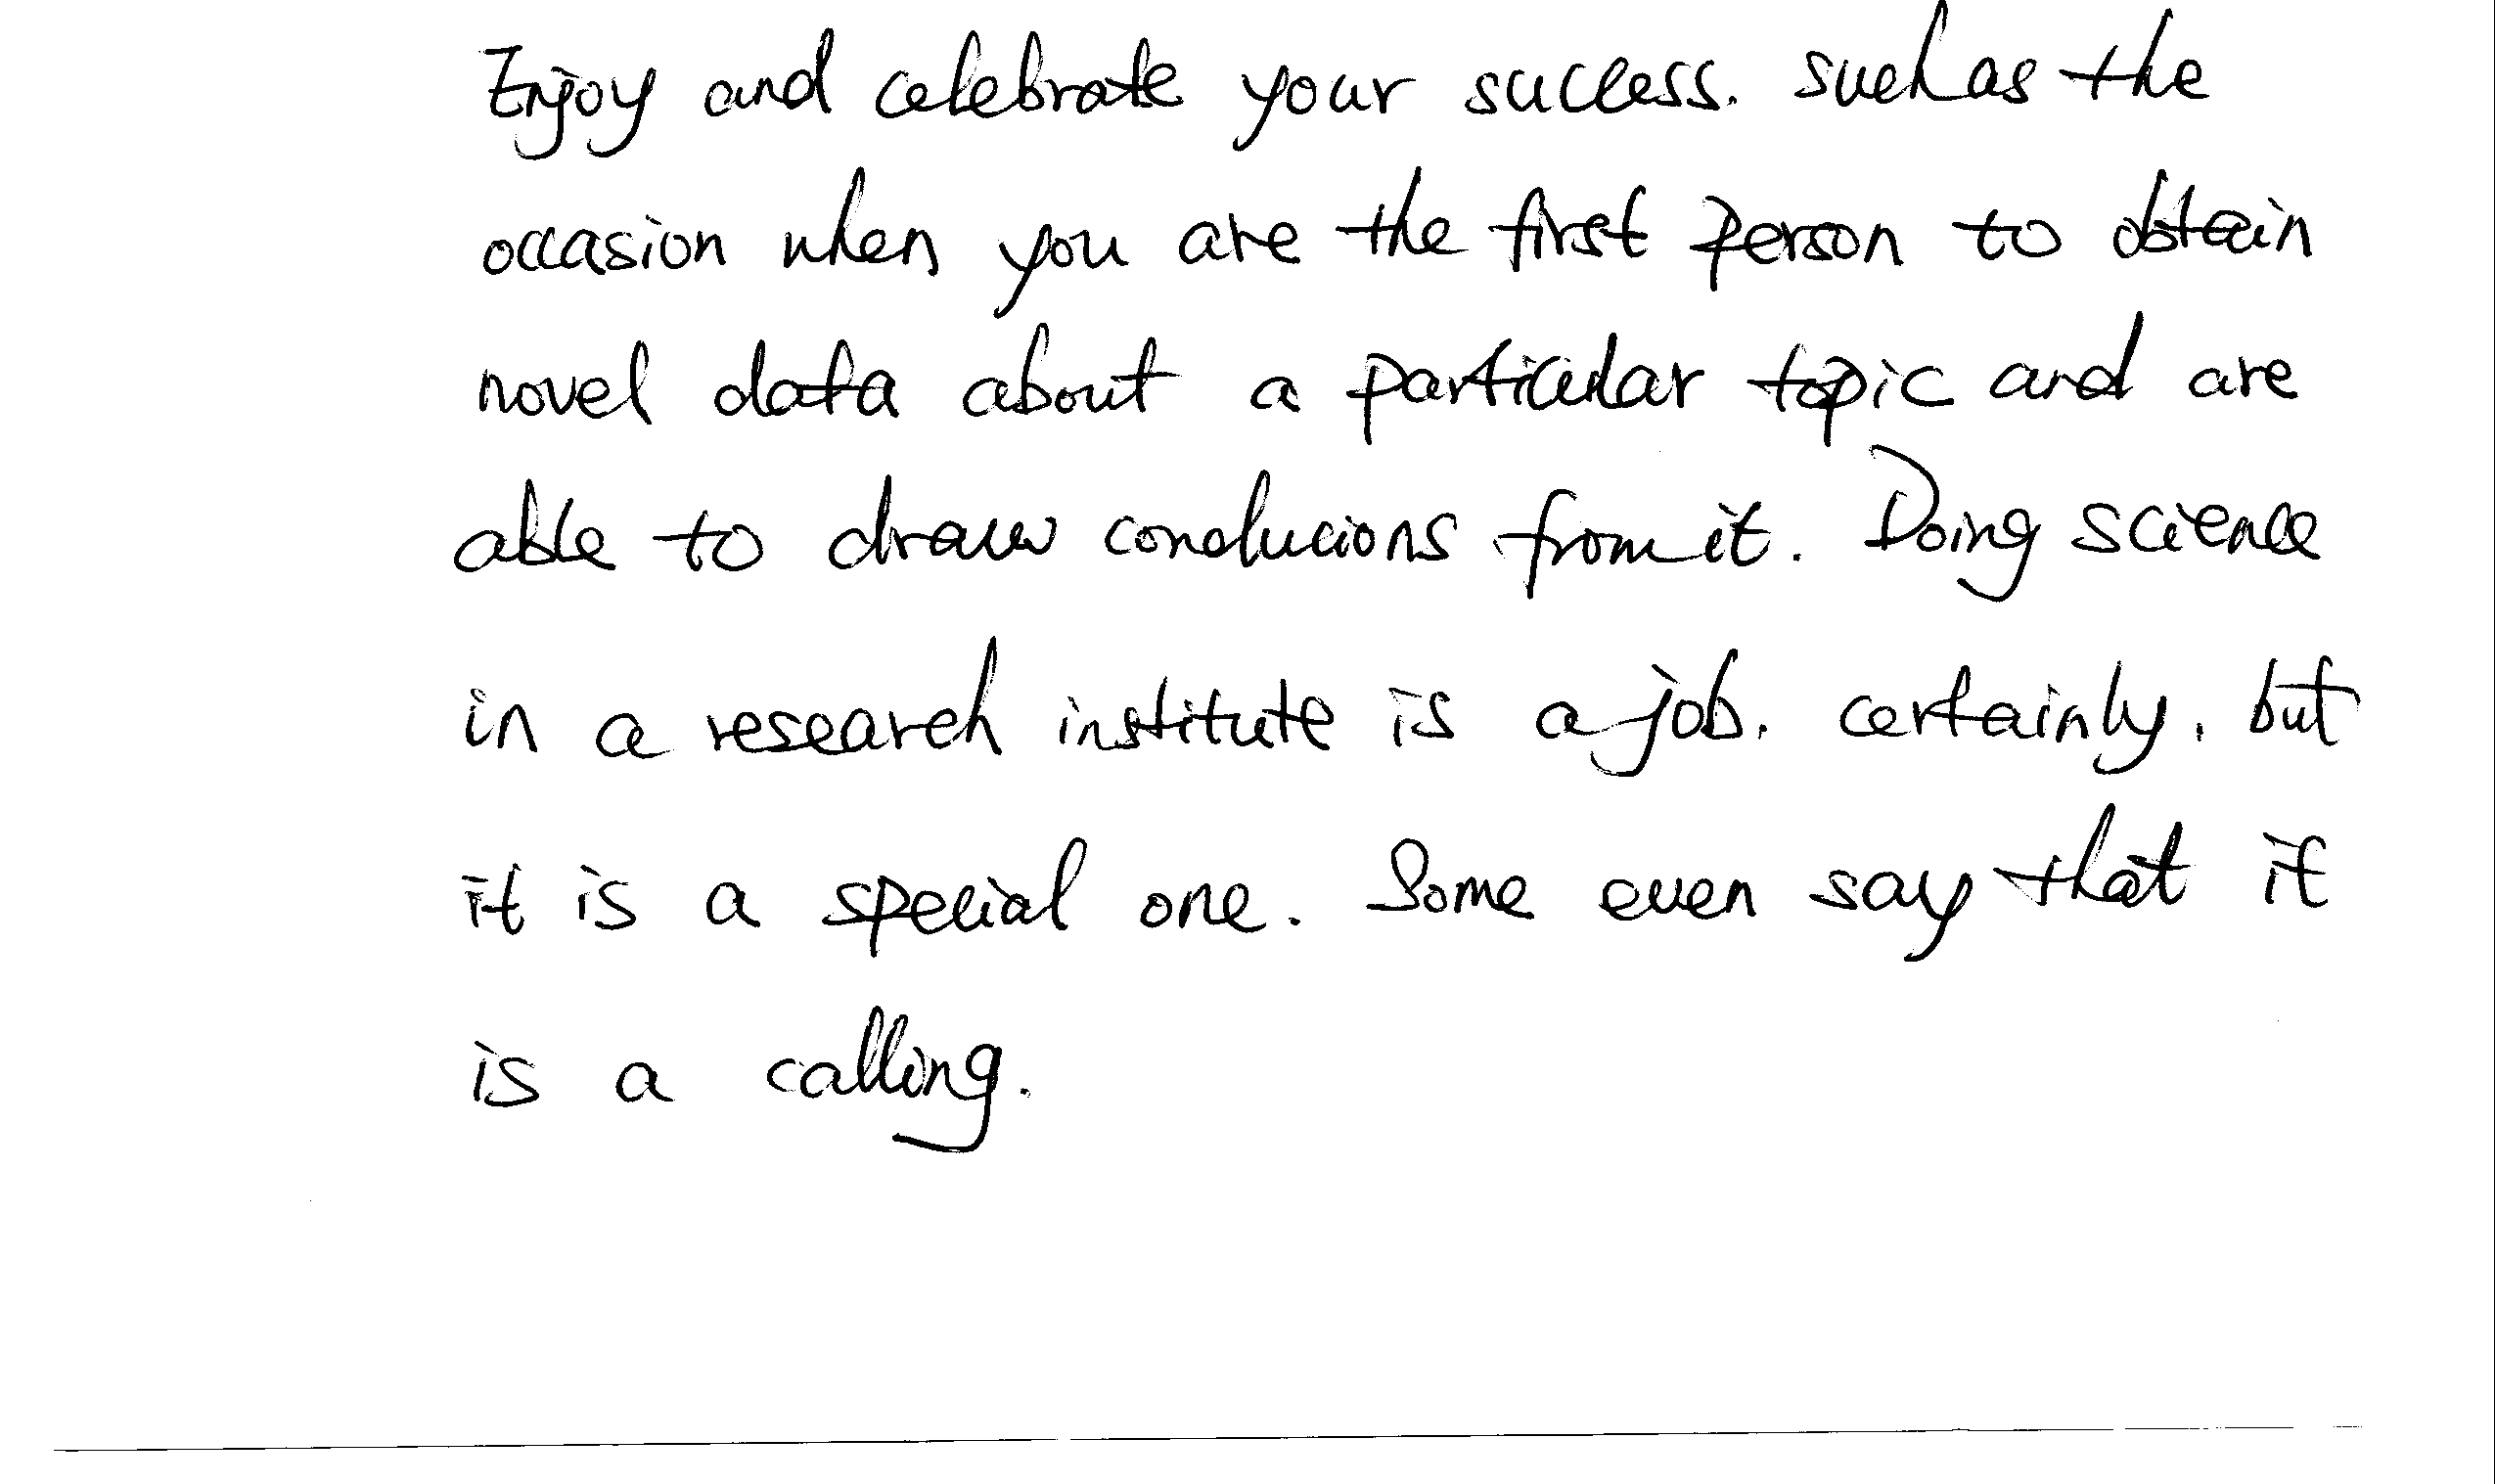 Enjoy and celebrate your success. such as the
occasion when you are the first person to obtain
novel data about a particular topic and are
able to draw conclucions from it. Doing science
in a research institute is a job. certainly, but
it is a special one. Some even say that it
is a calling.